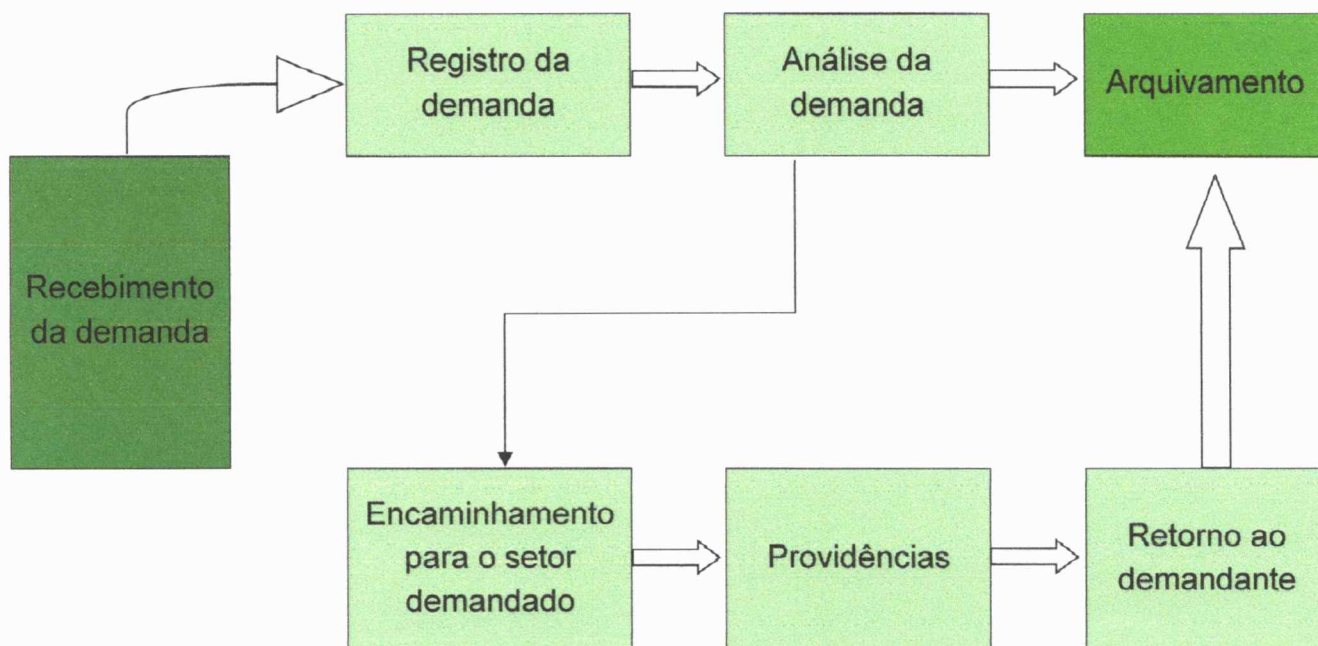 Recebimento
da demanda
Registro da
demanda
Análise da
demanda
Arquivamento
Encaminhamento
para o setor
demandado
Providências
Retorno ao
demandante